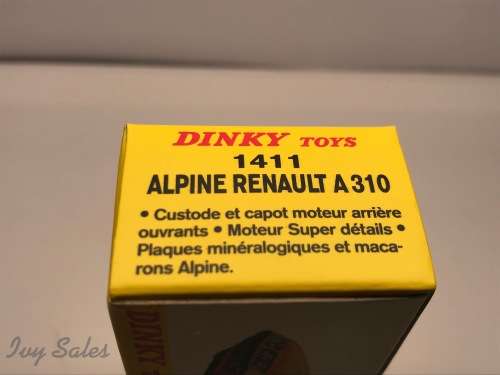 DINKY TOYS
1411
ALPINE RENAULT A 310
• Custode et capot moteur arrière
ouvrants • Moteur Super détails •
Plaques minéralogiques et maca-
rons Alpine.
DINKY
Ivy Sales